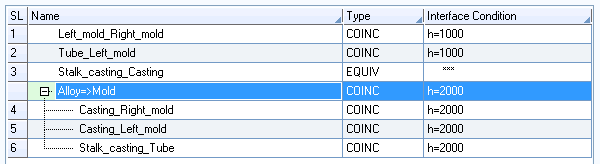 SL Name Type Interface Condition
1 Left_mold_Right_mold COINC h=1000
2 Tube_Left_mold COINC h=1000
3 Stalk_casting_Casting EQUIV ***
Alloy=>Mold COINC h=2000
4 Casting_Right_mold COINC h=2000
5 Casting_Left_mold COINC h=2000
6 Stalk_casting_Tube COINC h=2000